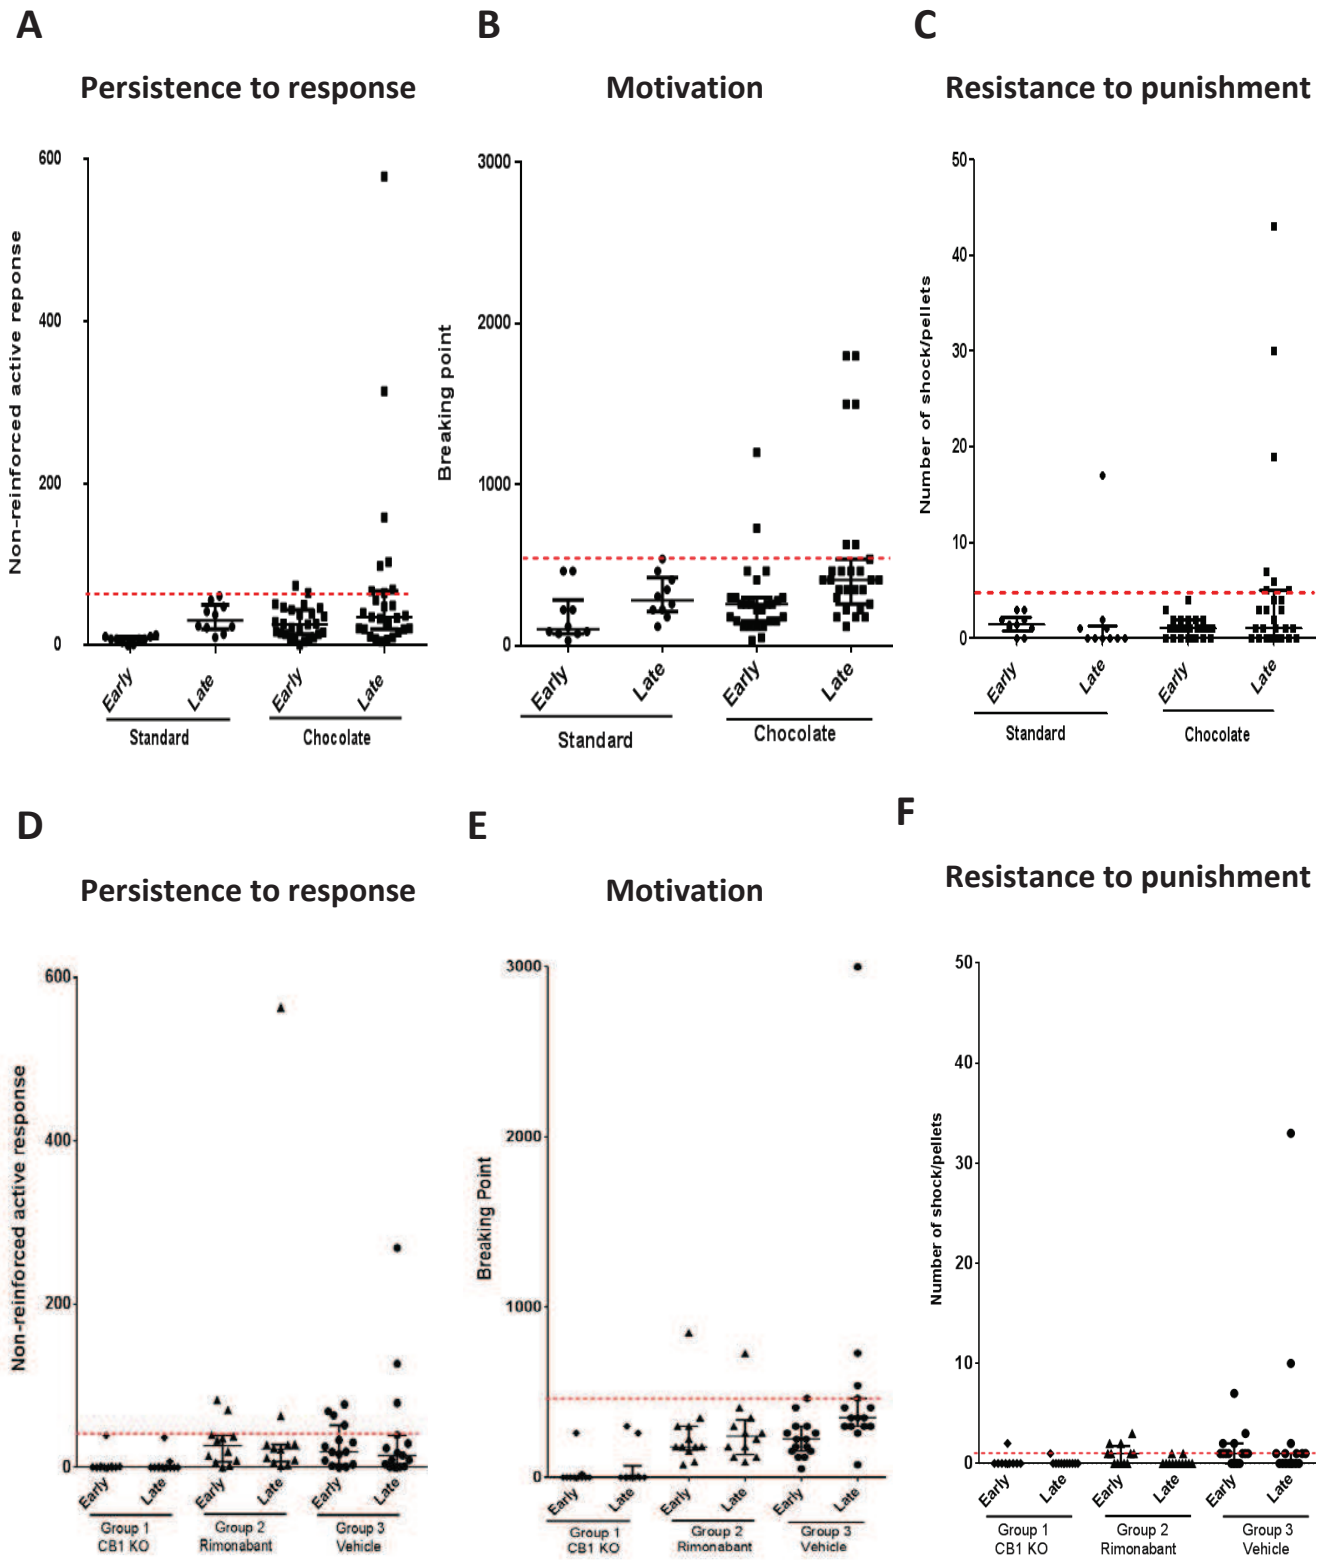 A
B
C
Persistence to response
Motivation
Resistance to punishment
Non-reinforced active reponse
600
400
200
0
Early
Late
Early
Late
Standard
Chocolate
Breaking point
3000
2000
1000
0
Early
Late
Early
Late
Standard
Chocolate
Number of shock/pellets
50
40
30
20
10
0
Early
Late
Early
Late
Standard
Chocolate
D
E
F
Persistence to response
Motivation
Resistance to punishment
Non-reinforced active response
600
400
200
0
Early
Late
Early
Late
Early
Late
Group 1
CB1 KO
Group 2
Rimonabant
Group 3
Vehicle
Breaking Point
3000
2000
1000
0
Early
Late
Early
Late
Early
Late
Group 1
CB1 KO
Group 2
Rimonabant
Group 3
Vehicle
Number of shock/pellets
50
40
30
20
10
0
Early
Late
Early
Late
Early
Late
Group 1
CB1 KO
Group 2
Rimonabant
Group 3
Vehicle